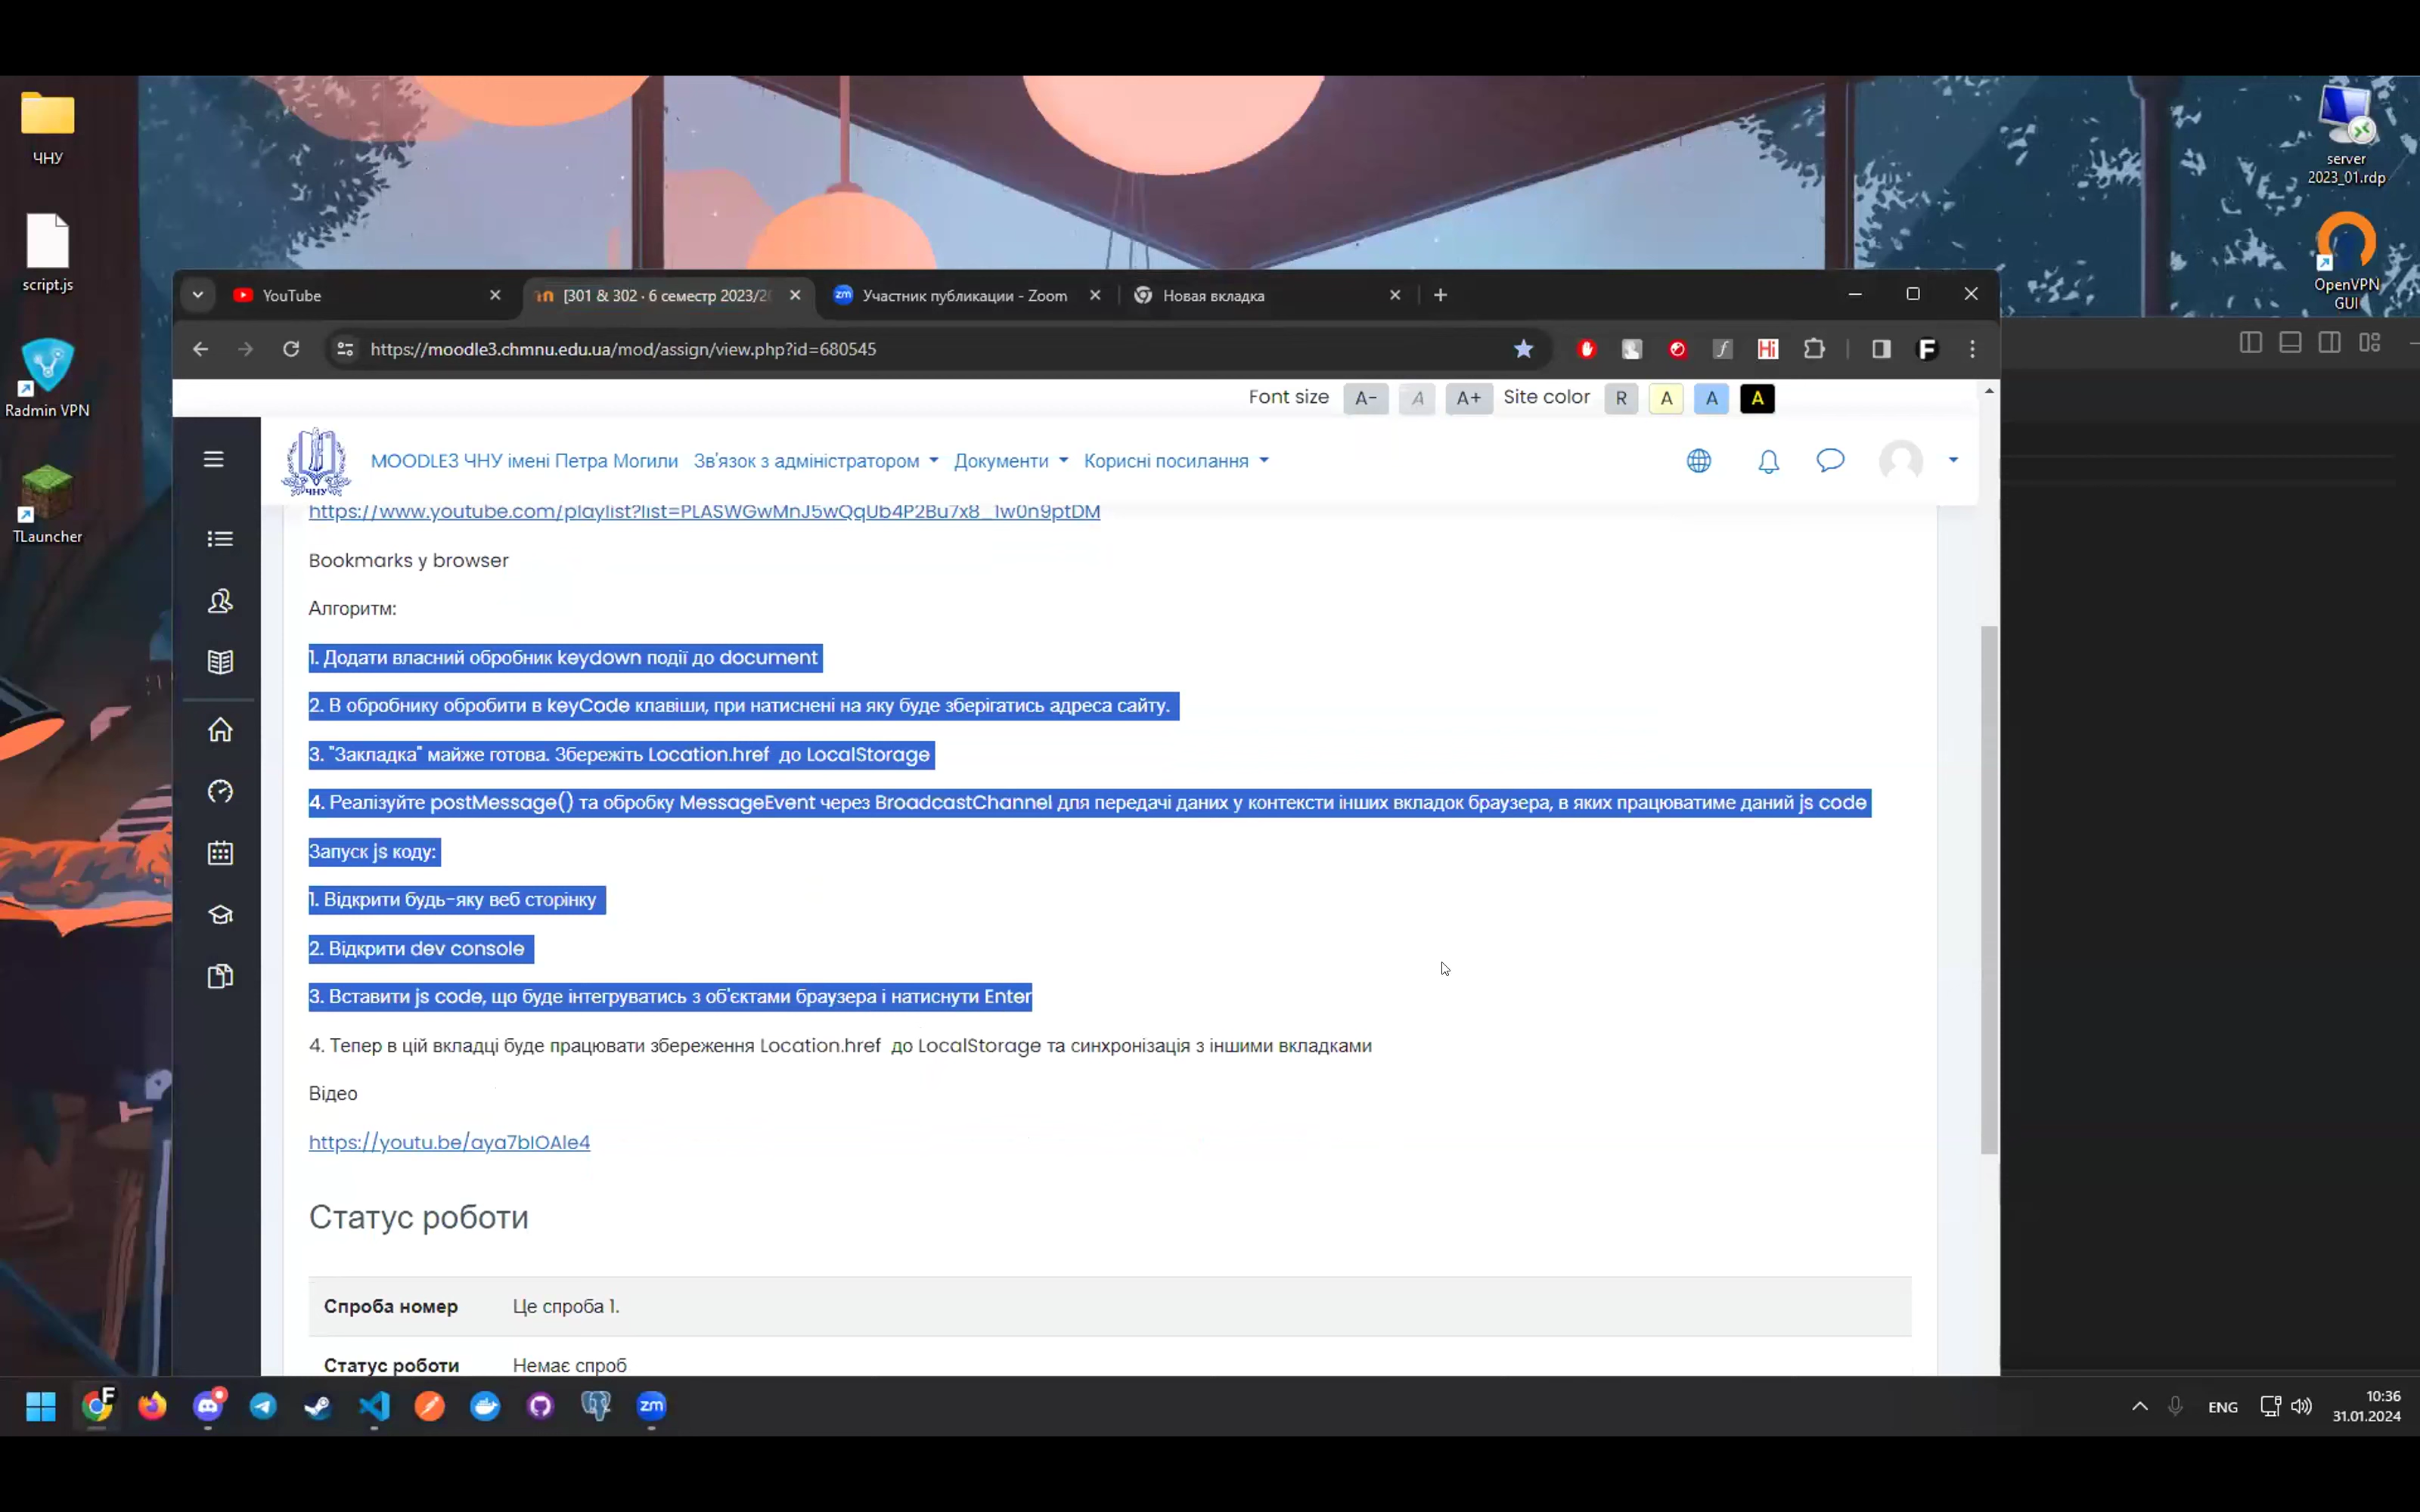 ЧНУ
script.js
Radmin VPN
TLauncher
server
2023_01.rdp
OpenVPN
GUI
YouTube
[301 & 302 · 6 семестр 2023/20
zm
Участник публикации - Zoom
Новая вкладка
https://moodle3.chmnu.edu.ua/mod/assign/view.php?id=680545
Hi
F
Font size A- A A+ Site color R A A A
ЧНУ
MOODLE3 ЧНУ імені Петра Могили Зв'язок з адміністратором Документи Корисні посилання
https://www.youtube.com/playlist?list=PLASWGwMnJ5wQqUb4P2Bu7x8_1w0n9ptDM
Bookmarks у browser
Алгоритм:
1. Додати власний обробник keydown події до document
2. В обробнику обробити в keyCode клавіши, при натиснені на яку буде зберігатись адреса сайту.
3. "Закладка" майже готова. Збережіть Location.href до LocalStorage
4. Реалізуйте postMessage() та обробку MessageEvent через BroadcastChannel для передачі даних у контексти інших вкладок браузера, в яких працюватиме даний js code
Запуск js коду:
1. Відкрити будь-яку веб сторінку
2. Відкрити dev console
3. Вставити js code, що буде інтегруватись з об'єктами браузера і натиснути Enter
4. Тепер в цій вкладці буде працювати збереження Location.href до LocalStorage та синхронізація з іншими вкладками
Відео
https://youtu.be/aya7bIOAle4
Статус роботи
Спроба номер Це спроба 1.
Статус роботи Немає спроб
F
zm
ENG
10:36
31.01.2024